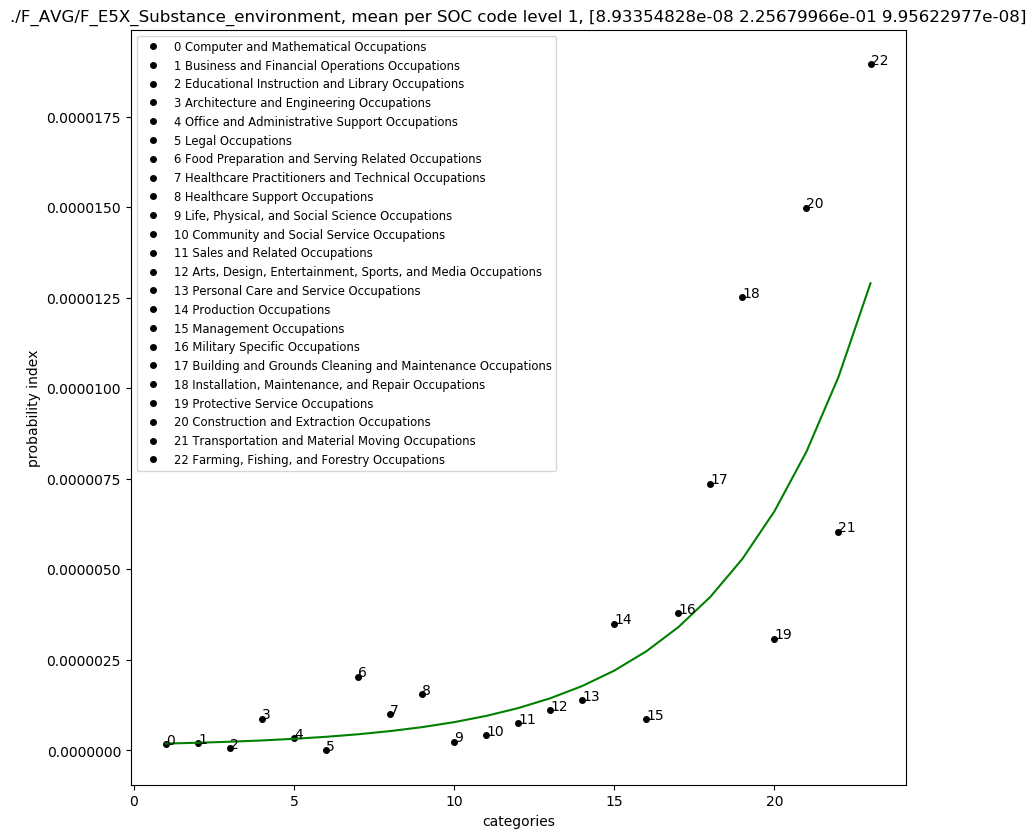 ./F_AVG/F_E5X_Substance_environment, mean per SOC code level 1, [8.93354828e-08 2.25679966e-01 9.95622977e-08]
0 Computer and Mathematical Occupations
1 Business and Financial Operations Occupations
2 Educational Instruction and Library Occupations
3 Architecture and Engineering Occupations
4 Office and Administrative Support Occupations
5 Legal Occupations
6 Food Preparation and Serving Related Occupations
7 Healthcare Practitioners and Technical Occupations
8 Healthcare Support Occupations
9 Life, Physical, and Social Science Occupations
10 Community and Social Service Occupations
11 Sales and Related Occupations
12 Arts, Design, Entertainment, Sports, and Media Occupations
13 Personal Care and Service Occupations
14 Production Occupations
15 Management Occupations
16 Military Specific Occupations
17 Building and Grounds Cleaning and Maintenance Occupations
18 Installation, Maintenance, and Repair Occupations
19 Protective Service Occupations
20 Construction and Extraction Occupations
21 Transportation and Material Moving Occupations
22 Farming, Fishing, and Forestry Occupations
probability index
0.0000175
0.0000150
0.0000125
0.0000100
0.0000075
0.0000050
0.0000025
0.0000000
0
1
2
3
4
5
6
7
8
9
10
11
12
13
14
15
16
17
18
19
20
21
22
0
5
10
15
20
categories